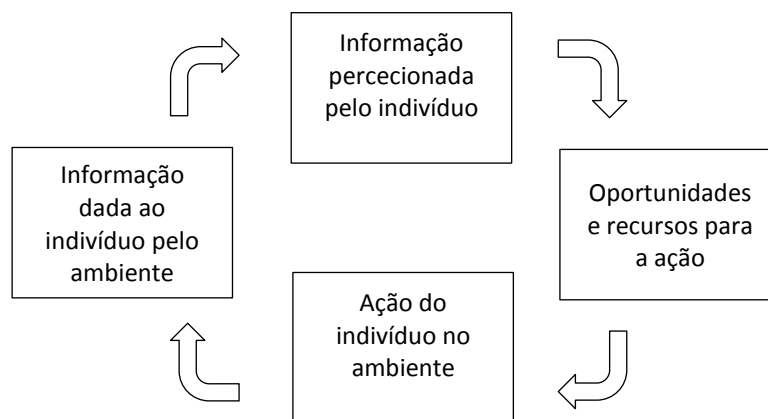 Informação
percecionada
pelo indivíduo
Oportunidades
e recursos para
a ação
Ação do
indivíduo no
ambiente
Informação
dada ao
indivíduo pelo
ambiente